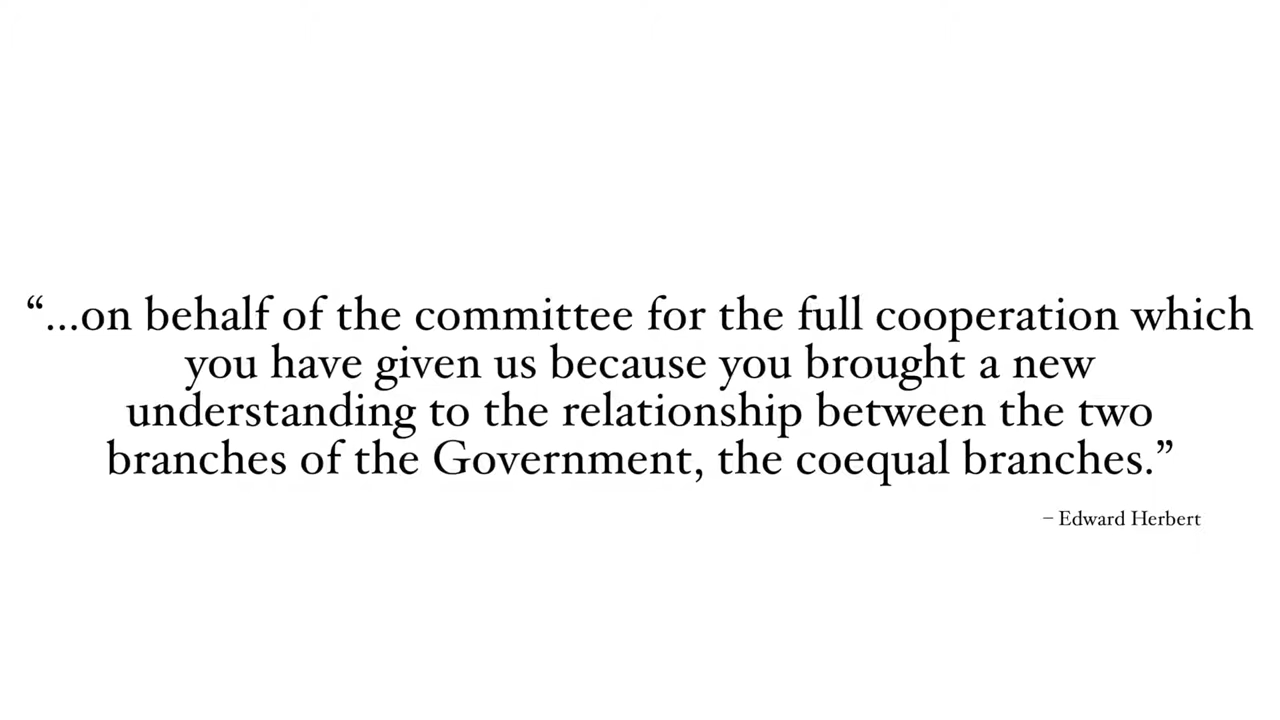 “...on behalf of the committee for the full cooperation which
you have given us because you brought a new
understanding to the relationship between the two
branches of the Government, the coequal branches.”
– Edward Herbert